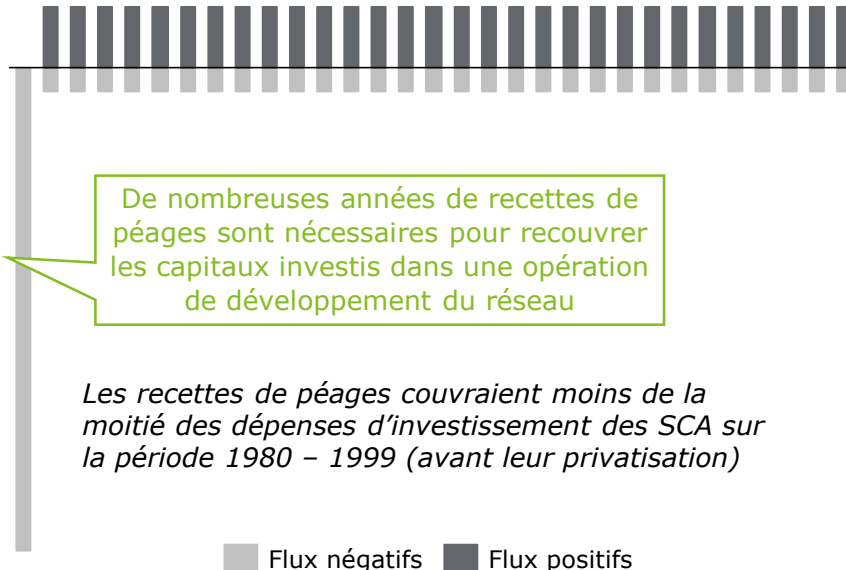 De nombreuses années de recettes de
péages sont nécessaires pour recouvrer
les capitaux investis dans une opération
de développement du réseau
Les recettes de péages couvraient moins de la
moitié des dépenses d’investissement des SCA sur
la période 1980 – 1999 (avant leur privatisation)
Flux négatifs Flux positifs